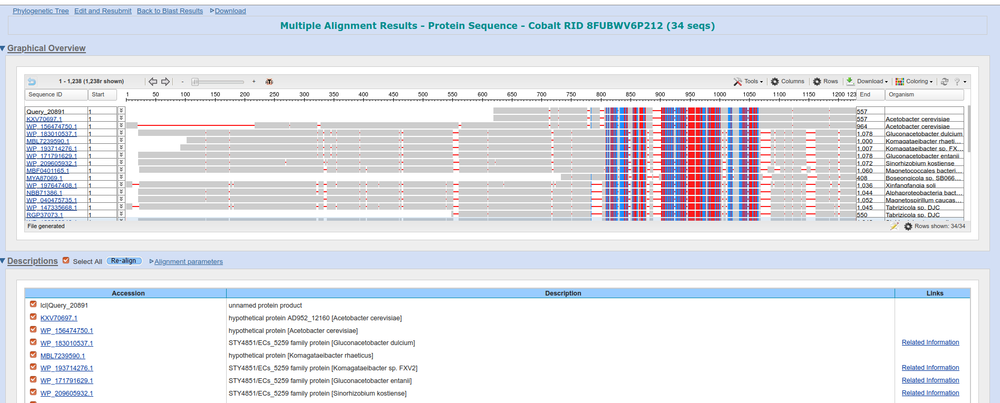 Phylogenetic Tree Edit and Resubmit Back to Blast Results Download
Multiple Alignment Results - Protein Sequence - Cobalt RID 8FUBWV6P212 (34 seqs)
Graphical Overview
1 - 1,238 (1,238r shown) - + ATG Tools Columns Rows Download Coloring ?
Sequence ID Start 1 50 100 150 200 250 300 350 400 450 500 550 600 650 700 750 800 850 900 950 1000 1050 1100 1150 1200 123 End Organism
Query_20891 1 557
KXV70697.1 1 557 Acetobacter cerevisiae
WP_156474750.1 1 964 Acetobacter cerevisiae
WP_183010537.1 1 1,078 Gluconacetobacter dulcium
MBL7239590.1 1 1,000 Komagataeibacter rhaeti...
WP_193714276.1 1 1,007 Komagataeibacter sp. FX...
WP_171791629.1 1 1,078 Gluconacetobacter entanii
WP_209605932.1 1 1,072 Sinorhizobium kostiense
MBF0401165.1 1 1,060 Magnetococcales bacteri...
MYA87069.1 1 408 Boseongicola sp. SB066...
WP_197647408.1 1 1,036 Xinfangfangia soli
NBB71386.1 1 1,044 Alphaproteobacteria bact...
WP_040475735.1 1 1,052 Magnetospirillum caucas...
WP_147335668.1 1 1,045 Tabrizicola sp. DJC
RGP37073.1 1 550 Tabrizicola sp. DJC
File generated Rows shown: 34/34
Descriptions Select All Re-align Alignment parameters
Accession Description Links
lcl|Query_20891 unnamed protein product
KXV70697.1 hypothetical protein AD952_12160 [Acetobacter cerevisiae]
WP_156474750.1 hypothetical protein [Acetobacter cerevisiae]
WP_183010537.1 STY4851/ECs_5259 family protein [Gluconacetobacter dulcium] Related Information
MBL7239590.1 hypothetical protein [Komagataeibacter rhaeticus]
WP_193714276.1 STY4851/ECs_5259 family protein [Komagataeibacter sp. FXV2] Related Information
WP_171791629.1 STY4851/ECs_5259 family protein [Gluconacetobacter entanii] Related Information
WP_209605932.1 STY4851/ECs_5259 family protein [Sinorhizobium kostiense] Related Information